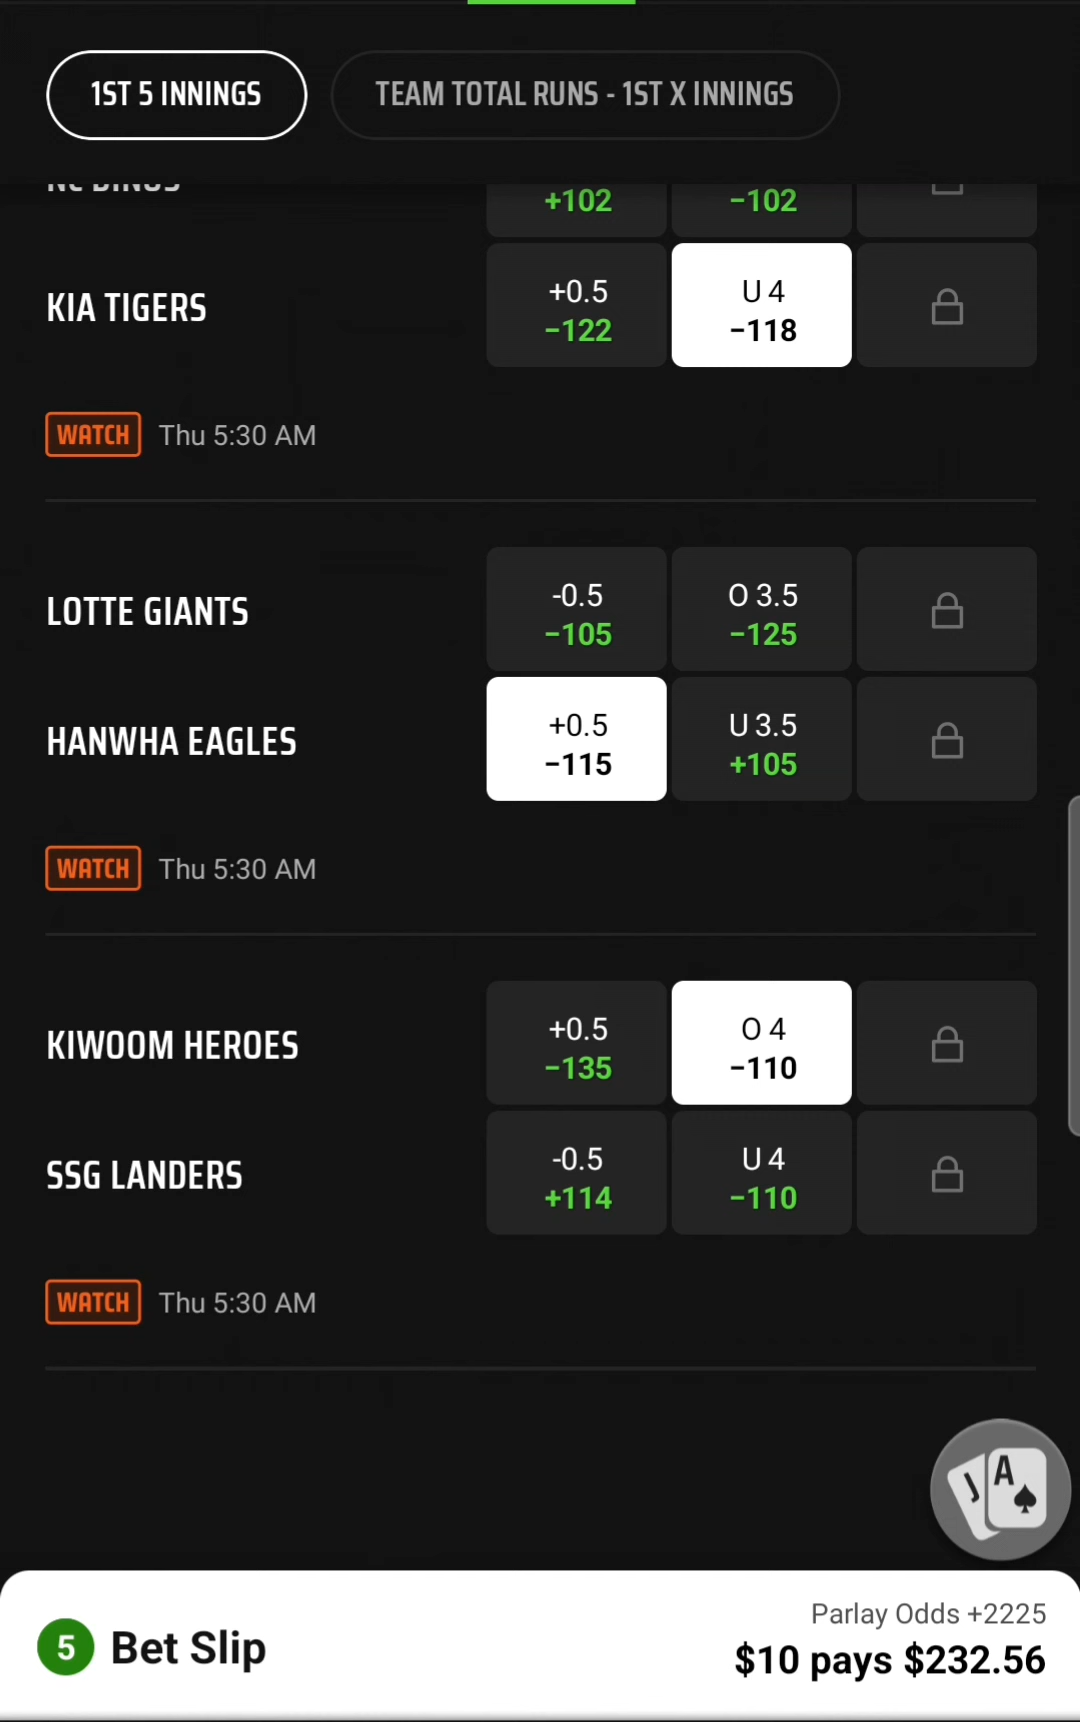 1ST 5 INNINGS
TEAM TOTAL RUNS - 1ST X INNINGS
NC DINOS
+102
−102
KIA TIGERS
+0.5
−122
U 4
−118
WATCH Thu 5:30 AM
LOTTE GIANTS
-0.5
−105
O 3.5
−125
HANWHA EAGLES
+0.5
−115
U 3.5
+105
WATCH Thu 5:30 AM
KIWOOM HEROES
+0.5
−135
O 4
−110
SSG LANDERS
-0.5
+114
U 4
−110
WATCH Thu 5:30 AM
J A
5 Bet Slip
Parlay Odds +2225
$10 pays $232.56